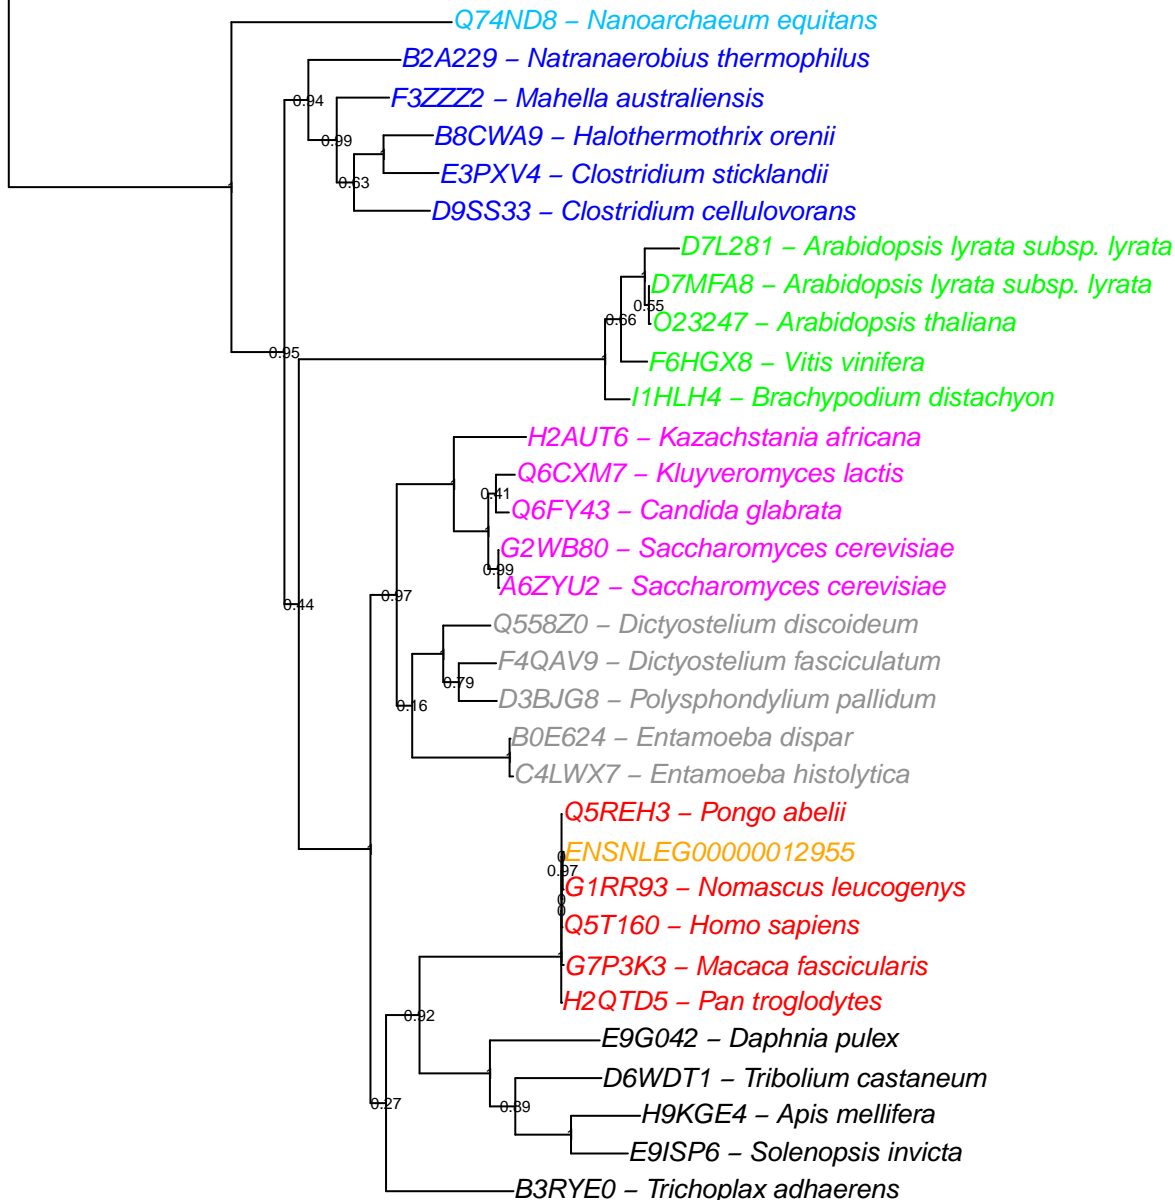 Q74ND8 – Nanoarchaeum equitans
B2A229 – Natranaerobius thermophilus
F3ZZZ2 – Mahella australiensis
0.94
B8CWA9 – Halothermothrix orenii
0.99
E3PXV4 – Clostridium sticklandii
0.63
D9SS33 – Clostridium cellulovorans
D7L281 – Arabidopsis lyrata subsp. lyrata
D7MFA8 – Arabidopsis lyrata subsp. lyrata
0.55
0.66
O23247 – Arabidopsis thaliana
0.95
F6HGX8 – Vitis vinifera
I1HLH4 – Brachypodium distachyon
H2AUT6 – Kazachstania africana
Q6CXM7 – Kluyveromyces lactis
0.41
Q6FY43 – Candida glabrata
G2WB80 – Saccharomyces cerevisiae
0.99
A6ZYU2 – Saccharomyces cerevisiae
0.97
0.44
Q558Z0 – Dictyostelium discoideum
F4QAV9 – Dictyostelium fasciculatum
0.79
D3BJG8 – Polysphondylium pallidum
0.16
B0E624 – Entamoeba dispar
C4LWX7 – Entamoeba histolytica
Q5REH3 – Pongo abelii
ENSNLEG00000012955
0
0.97
G1RR93 – Nomascus leucogenys
0
0
Q5T160 – Homo sapiens
G7P3K3 – Macaca fascicularis
H2QTD5 – Pan troglodytes
0.92
E9G042 – Daphnia pulex
D6WDT1 – Tribolium castaneum
0.27
0.89
H9KGE4 – Apis mellifera
E9ISP6 – Solenopsis invicta
B3RYE0 – Trichoplax adhaerens